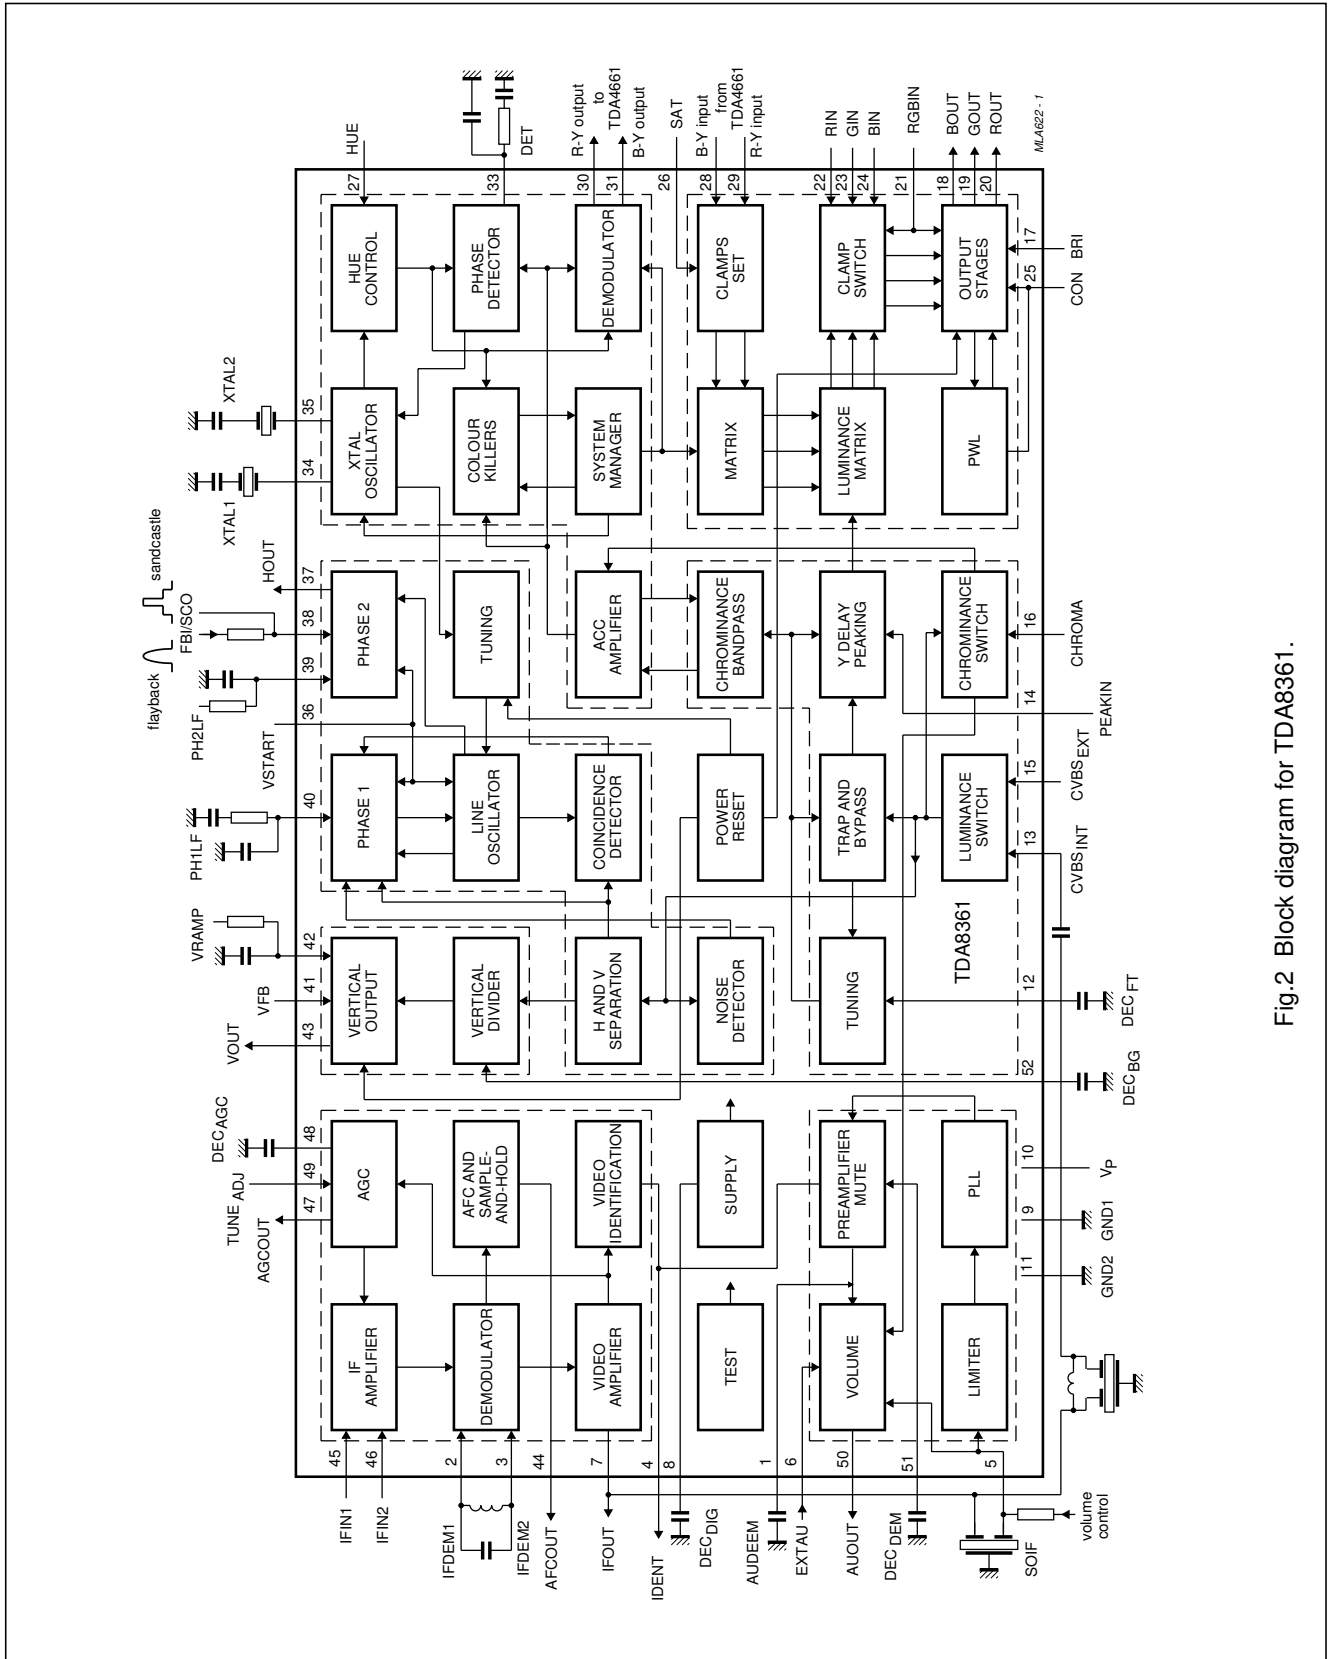 IFIN1
IFIN2
IFDEM1
IFDEM2
AFCOUT
IFOUT
IDENT
DEC DIG
AUDEEM
EXTAU
AUOUT
DEC DEM
SOIF
volume
control
45
46
2
3
44
7
4
8
1
6
50
51
5
AGCOUT
TUNE ADJ
DEC AGC
47
49
48
VOUT
VFB
VRAMP
43
41
42
PH1LF
40
VSTART
36
PH2LF
39
flayback
sandcastle
FBI/SCO
38
HOUT
37
XTAL1
34
XTAL2
35
IF
AMPLIFIER
AGC
VERTICAL
OUTPUT
PHASE 1
PHASE 2
XTAL
OSCILLATOR
HUE
CONTROL
DEMODULATOR
AFC AND
SAMPLE-
AND-HOLD
VERTICAL
DIVIDER
LINE
OSCILLATOR
TUNING
COLOUR
KILLERS
PHASE
DETECTOR
VIDEO
AMPLIFIER
VIDEO
IDENTIFICATION
H AND V
SEPARATION
COINCIDENCE
DETECTOR
ACC
AMPLIFIER
SYSTEM
MANAGER
DEMODULATOR
TEST
SUPPLY
NOISE
DETECTOR
POWER
RESET
CHROMINANCE
BANDPASS
MATRIX
CLAMPS
SET
VOLUME
PREAMPLIFIER
MUTE
TUNING
TRAP AND
BYPASS
Y DELAY
PEAKING
LUMINANCE
MATRIX
CLAMP
SWITCH
LIMITER
PLL
TDA8361
LUMINANCE
SWITCH
CHROMINANCE
SWITCH
PWL
OUTPUT
STAGES
27
HUE
33
DET
30
R-Y output
to
TDA4661
31
B-Y output
26
SAT
28
B-Y input
from
TDA4661
29
R-Y input
22
RIN
23
GIN
24
BIN
21
RGBIN
18
BOUT
19
GOUT
20
ROUT
11
GND2
9
GND1
10
VP
52
DEC BG
12
DEC FT
13
CVBS INT
15
CVBS EXT
14
PEAKIN
16
CHROMA
25
CON
17
BRI
MLA622 - 1
Fig.2 Block diagram for TDA8361.